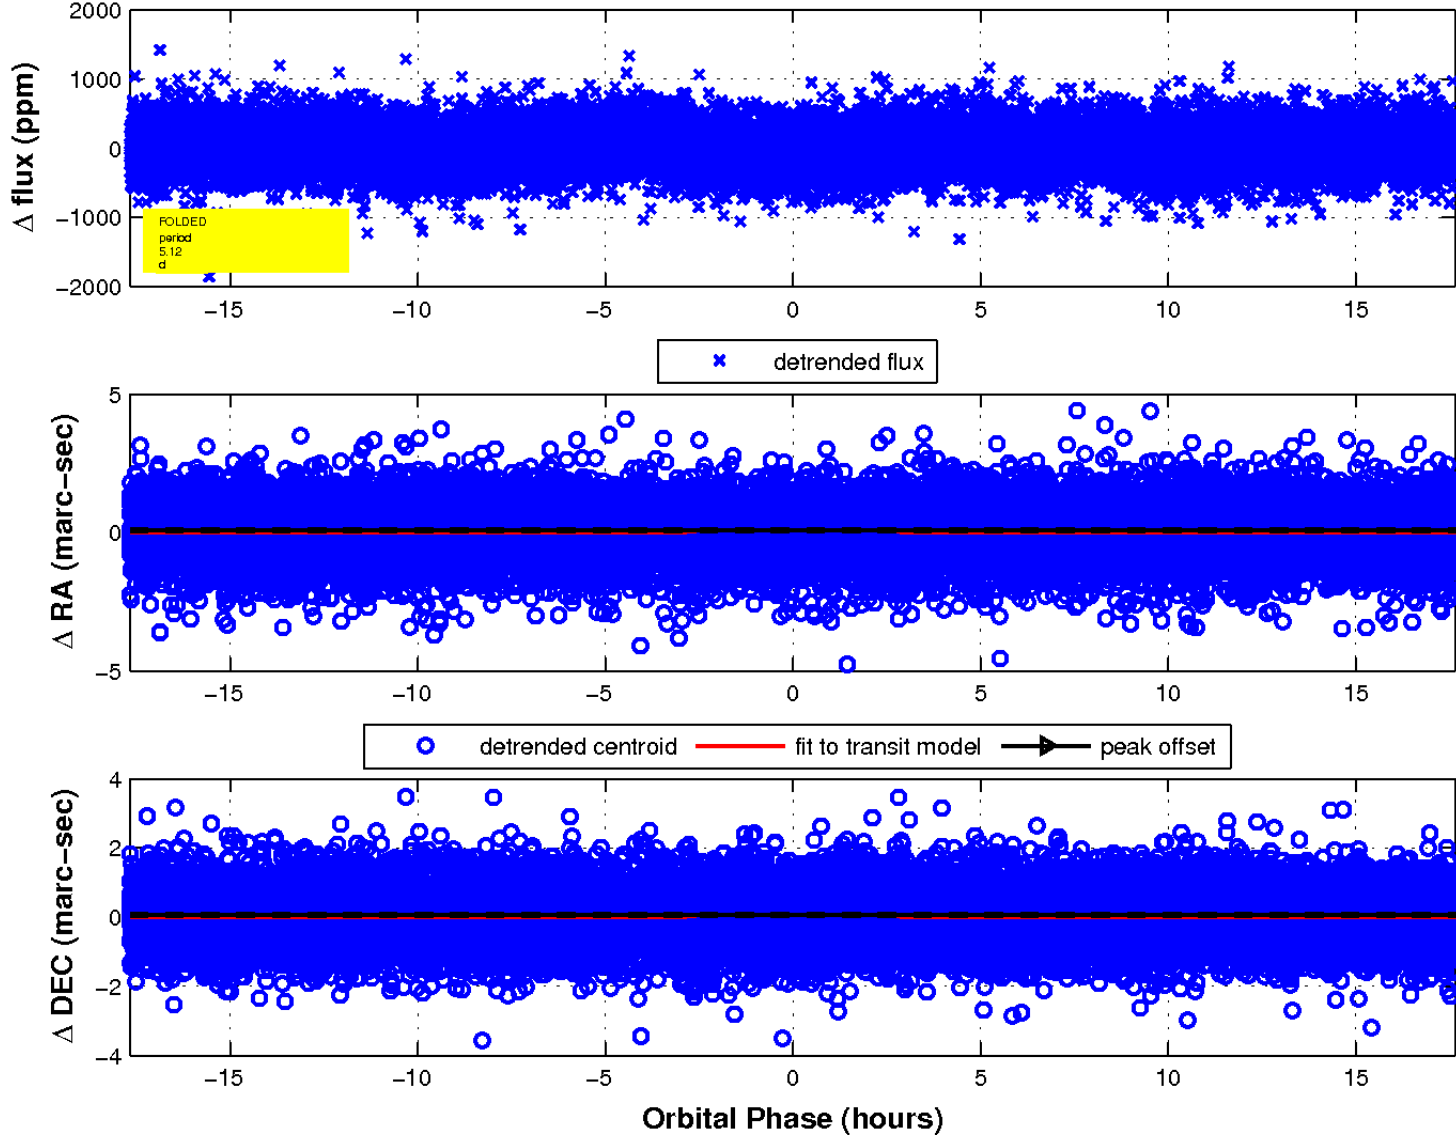 2000
1000
0
−1000
−2000
Δ flux (ppm)
FOLDED
period
5.12
d
−15 −10 −5 0 5 10 15
detrended flux
5
0
−5
Δ RA (marc−sec)
−15 −10 −5 0 5 10 15
detrended centroid fit to transit model peak offset
4
2
0
−2
−4
Δ DEC (marc−sec)
−15 −10 −5 0 5 10 15
Orbital Phase (hours)